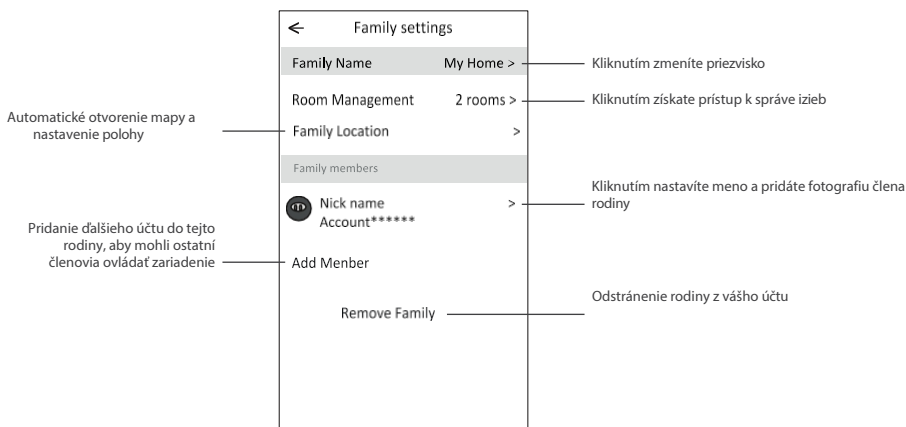 Family settings
Family Name My Home >
Kliknutím zmeníte priezvisko
Room Management 2 rooms >
Kliknutím získate prístup k správe izieb
Automatické otvorenie mapy a
nastavenie polohy
Family Location >
Family members
Nick name >
Account******
Kliknutím nastavíte meno a pridáte fotografiu člena
rodiny
Pridanie ďalšieho účtu do tejto
rodiny, aby mohli ostatní
členovia ovládať zariadenie
Add Menber
Remove Family
Odstránenie rodiny z vášho účtu